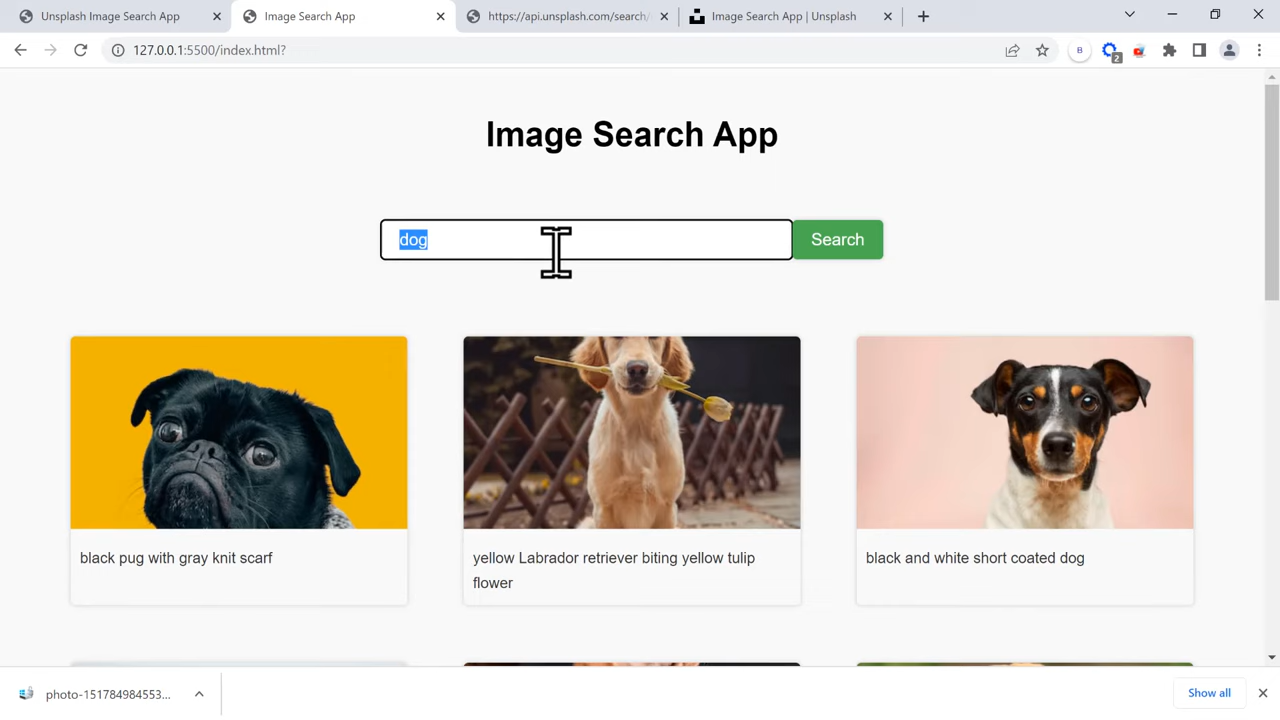 Unsplash Image Search App
Image Search App
https://api.unsplash.com/search/
Image Search App | Unsplash
127.0.0.1:5500/index.html?
B
2
Image Search App
dog
Search
black pug with gray knit scarf
yellow Labrador retriever biting yellow tulip
flower
black and white short coated dog
photo-151784984553...
Show all